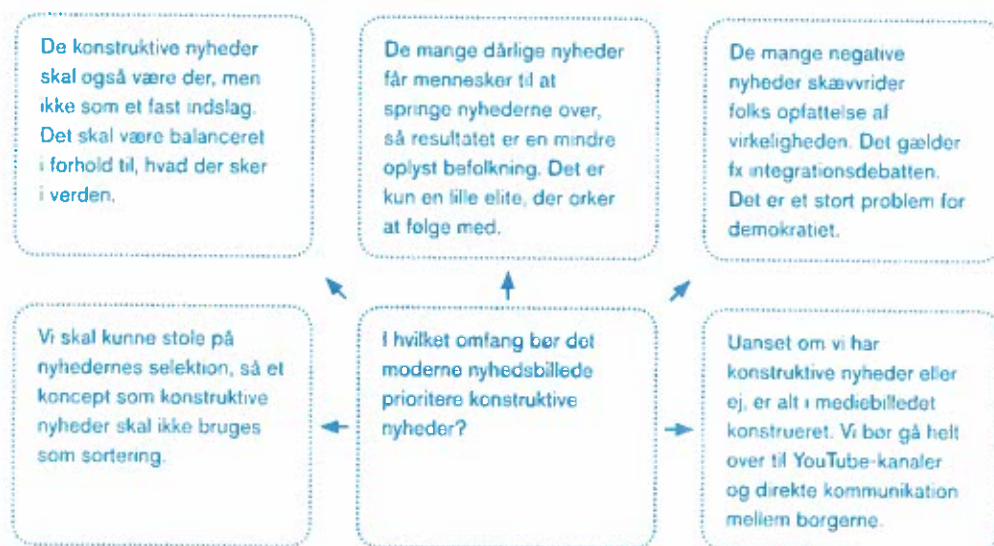 De konstruktive nyheder
skal også være der, men
ikke som et fast indslag.
Det skal være balanceret
i forhold til, hvad der sker
i verden.
De mange dårlige nyheder
får mennesker til at
springe nyhederne over,
så resultatet er en mindre
oplyst befolkning. Det er
kun en lille elite, der orker
at følge med.
De mange negative
nyheder skævvrider
folks opfattelse af
virkeligheden. Det gælder
fx integrationsdebatten.
Det er et stort problem for
demokratiet.
Vi skal kunne stole på
nyhedernes selektion, så et
koncept som konstruktive
nyheder skal ikke bruges
som sortering.
I hvilket omfang bør det
moderne nyhedsbillede
prioritere konstruktive
nyheder?
Uanset om vi har
konstruktive nyheder eller
ej, er alt i mediebilledet
konstrueret. Vi bør gå helt
over til YouTube-kanaler
og direkte kommunikation
mellem borgerne.